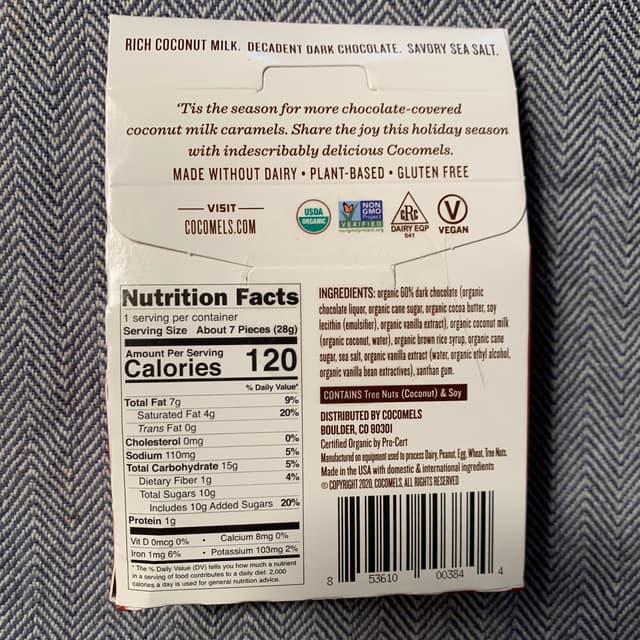 RICH COCONUT MILK. DECADENT DARK CHOCOLATE. SAVORY SEA SALT.
'Tis the season for more chocolate-covered
coconut milk caramels. Share the joy this holiday season
with indescribably delicious Cocomels.
MADE WITHOUT DAIRY • PLANT-BASED • GLUTEN FREE
VISIT
COCOMELS.COM
USDA
ORGANIC
NON
GMO
Project
VERIFIED
nongmoproject.org
cRc
DAIRY EQP
541
V
VEGAN
Nutrition Facts
1 serving per container
Serving Size About 7 Pieces (28g)
Amount Per Serving
Calories 120
% Daily Value*
Total Fat 7g 9%
Saturated Fat 4g 20%
Trans Fat 0g
Cholesterol 0mg 0%
Sodium 110mg 5%
Total Carbohydrate 15g 5%
Dietary Fiber 1g 4%
Total Sugars 10g
Includes 10g Added Sugars 20%
Protein 1g
Vit D 0mcg 0% • Calcium 8mg 0%
Iron 1mg 6% • Potassium 103mg 2%
* The % Daily Value (DV) tells you how much a nutrient
in a serving of food contributes to a daily diet. 2,000
calories a day is used for general nutrition advice.
INGREDIENTS: organic 60% dark chocolate (organic
chocolate liquor, organic cane sugar, organic cocoa butter, soy
lecithin (emulsifier), organic vanilla extract), organic coconut milk
(organic coconut, water), organic brown rice syrup, organic cane
sugar, sea salt, organic vanilla extract (water, organic ethyl alcohol,
organic vanilla bean extractives), xanthan gum.
CONTAINS Tree Nuts (Coconut) & Soy
DISTRIBUTED BY COCOMELS
BOULDER, CO 80301
Certified Organic by Pro-Cert
Manufactured on equipment used to process Dairy, Peanut, Egg, Wheat, Tree Nuts.
Made in the USA with domestic & international ingredients
© COPYRIGHT 2020, COCOMELS, ALL RIGHTS RESERVED
8 53610 00384 4